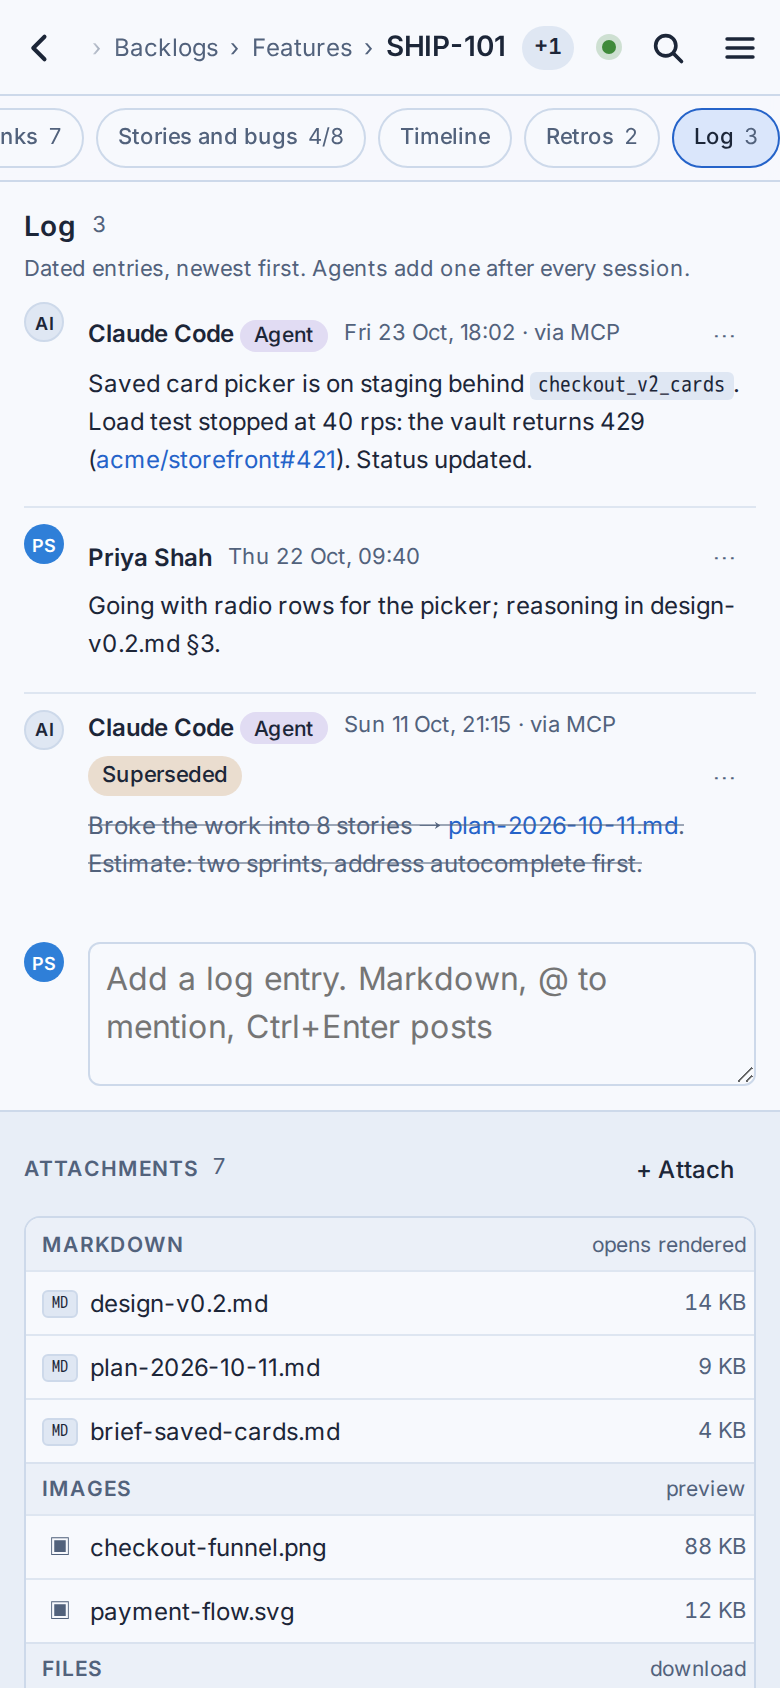 › Backlogs › Features › SHIP-101 +1
nks 7 Stories and bugs 4/8 Timeline Retros 2 Log 3
Log 3
Dated entries, newest first. Agents add one after every session.
AI Claude Code Agent Fri 23 Oct, 18:02 · via MCP ...
Saved card picker is on staging behind checkout_v2_cards.
Load test stopped at 40 rps: the vault returns 429
(acme/storefront#421). Status updated.
PS Priya Shah Thu 22 Oct, 09:40 ...
Going with radio rows for the picker; reasoning in design-
v0.2.md §3.
AI Claude Code Agent Sun 11 Oct, 21:15 · via MCP
Superseded ...
Broke the work into 8 stories → plan-2026-10-11.md.
Estimate: two sprints, address autocomplete first.
PS Add a log entry. Markdown, @ to
mention, Ctrl+Enter posts
ATTACHMENTS 7 + Attach
MARKDOWN opens rendered
MD design-v0.2.md 14 KB
MD plan-2026-10-11.md 9 KB
MD brief-saved-cards.md 4 KB
IMAGES preview
▣ checkout-funnel.png 88 KB
▣ payment-flow.svg 12 KB
FILES download